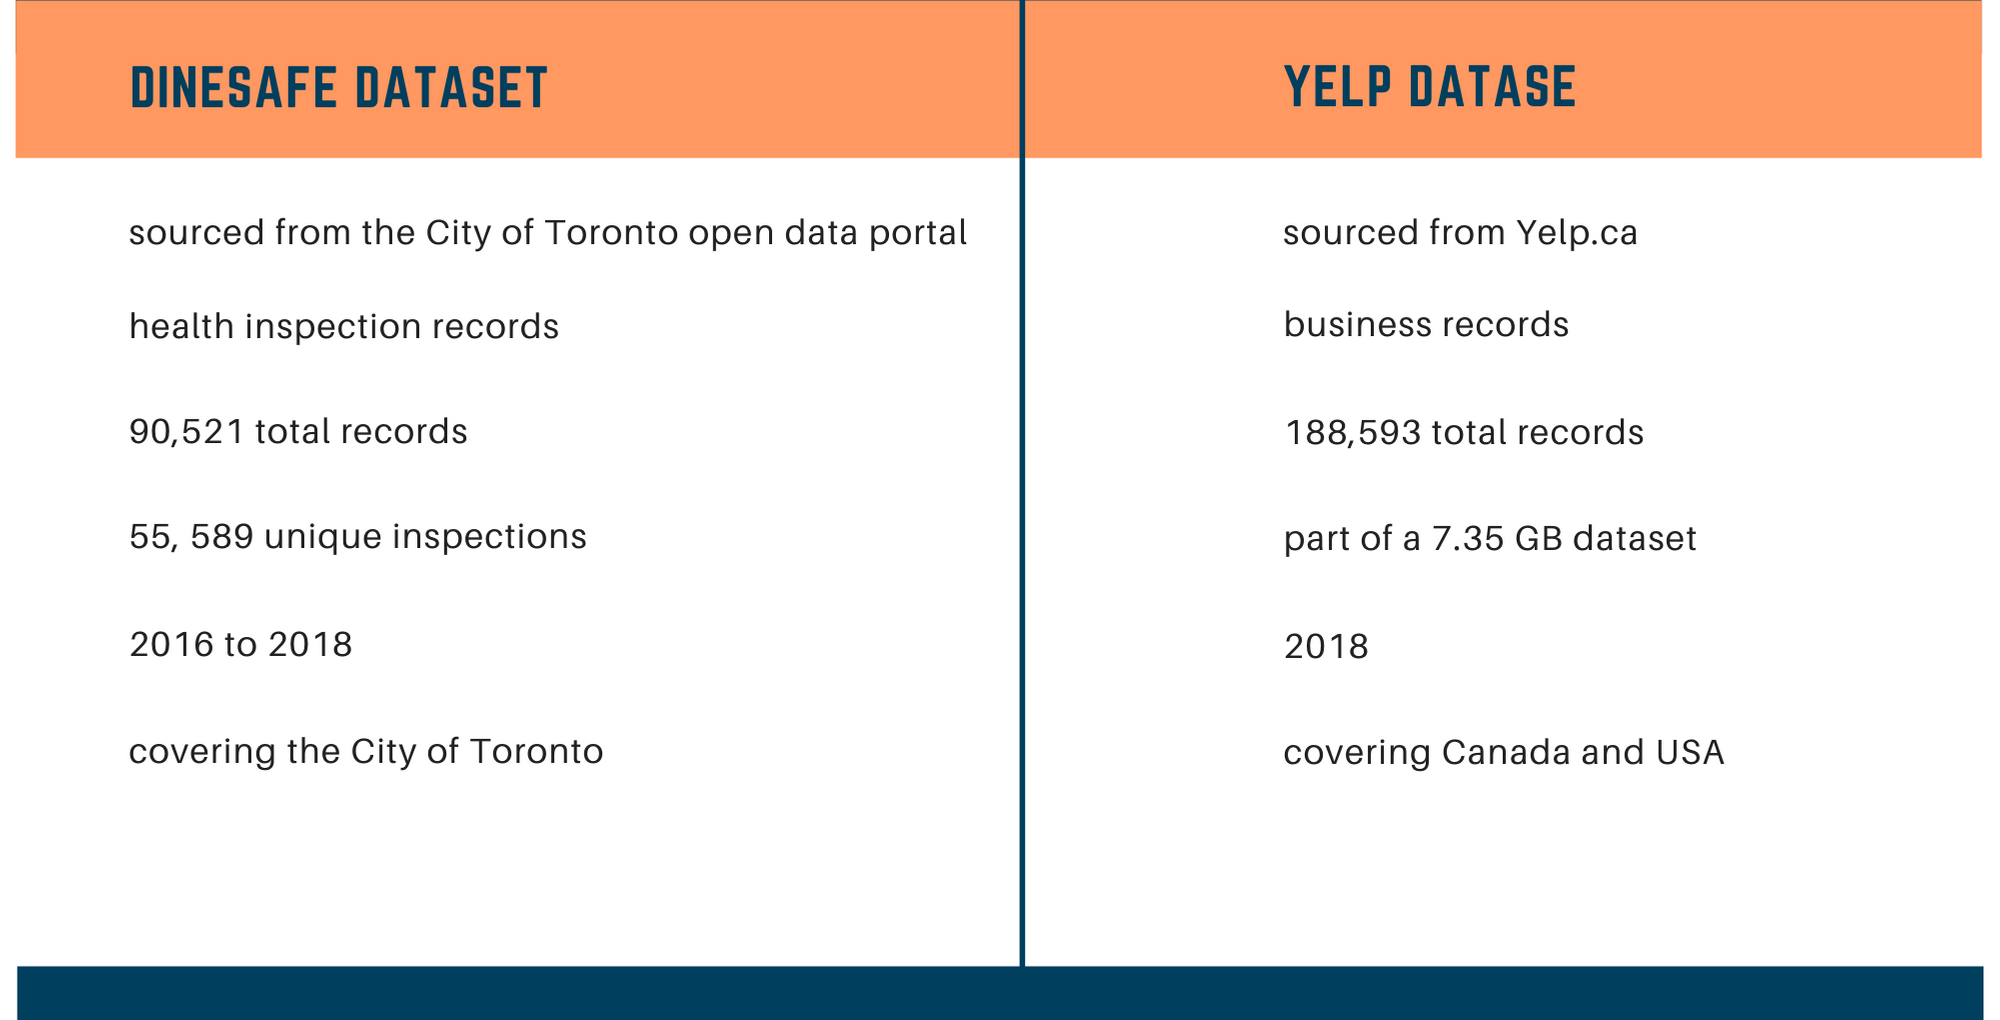 DINESAFE DATASET
sourced from the City of Toronto open data portal
health inspection records
90,521 total records
55, 589 unique inspections
2016 to 2018
covering the City of Toronto
YELP DATASE
sourced from Yelp.ca
business records
188,593 total records
part of a 7.35 GB dataset
2018
covering Canada and USA